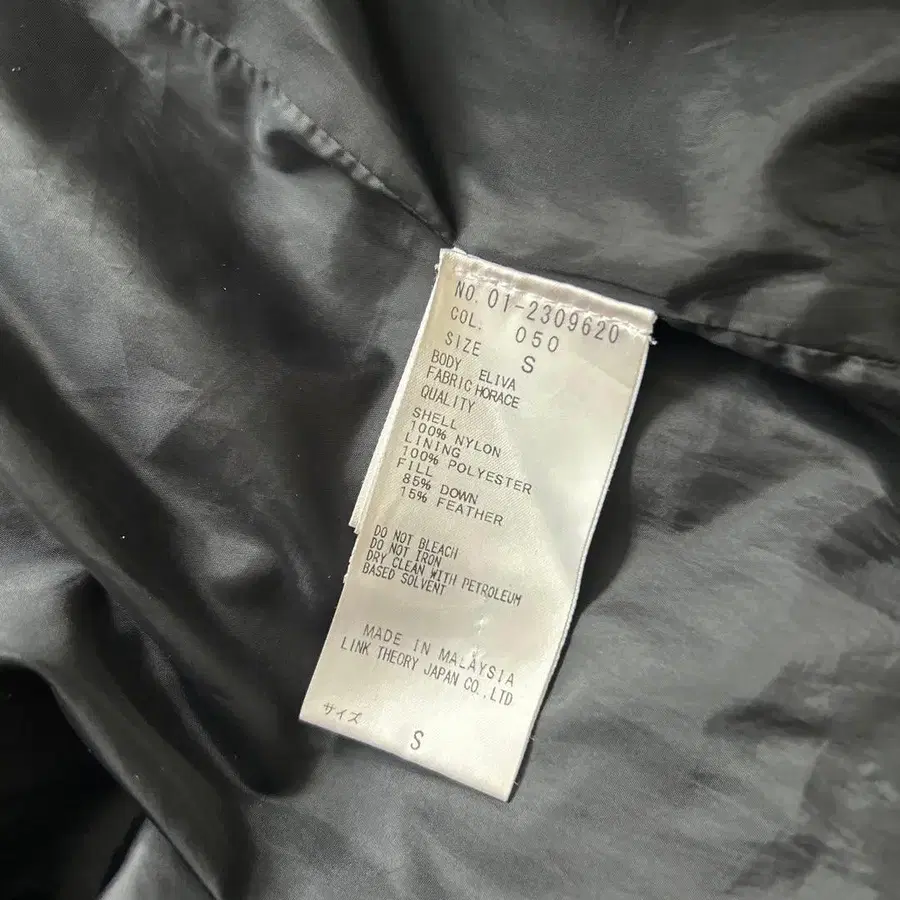 NO. 01-2309620
COL. 050
SIZE S
BODY ELIVA
FABRIC HORACE
QUALITY
SHELL
100% NYLON
LINING
100% POLYESTER
FILL
85% DOWN
15% FEATHER
DO NOT BLEACH
DO NOT IRON
DRY CLEAN WITH PETROLEUM
BASED SOLVENT
MADE IN MALAYSIA
LINK THEORY JAPAN CO.,LTD
サイズ S